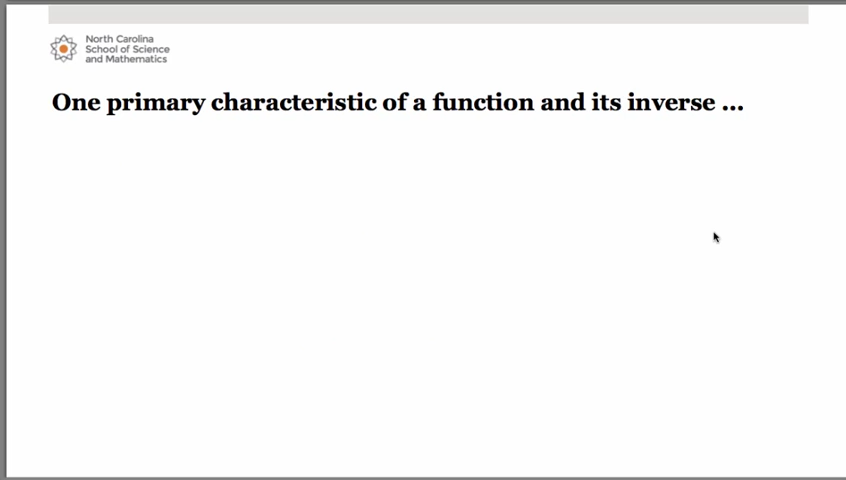 North Carolina
School of Science
and Mathematics
One primary characteristic of a function and its inverse ...